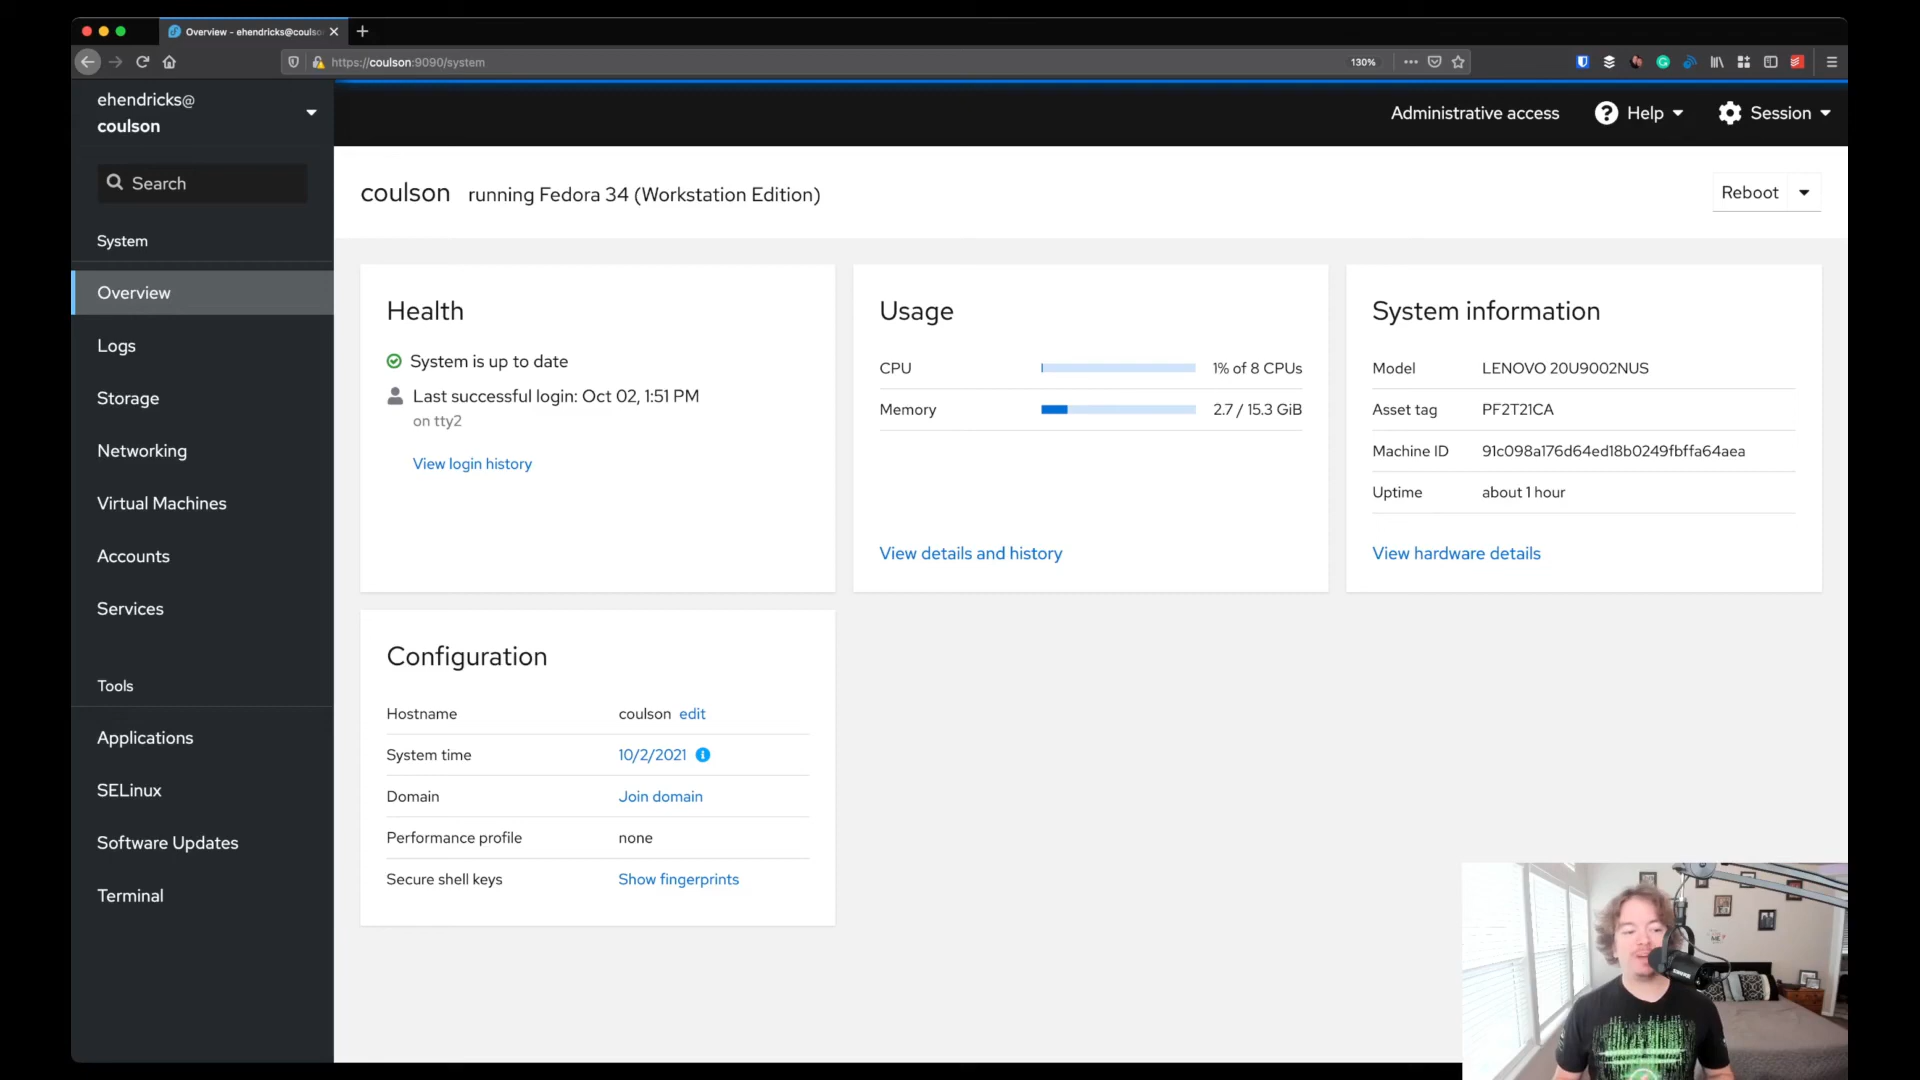 Overview - ehendricks@coulso
https://coulson:9090/system
130%
ehendricks@
coulson
Administrative access
Help
Session
Search
coulson running Fedora 34 (Workstation Edition)
Reboot
System
Overview
Logs
Storage
Networking
Virtual Machines
Accounts
Services
Tools
Applications
SELinux
Software Updates
Terminal
Health
System is up to date
Last successful login: Oct 02, 1:51 PM
on tty2
View login history
Usage
CPU 1% of 8 CPUs
Memory 2.7 / 15.3 GiB
View details and history
System information
Model LENOVO 20U9002NUS
Asset tag PF2T21CA
Machine ID 91c098a176d64ed18b0249fbffa64aea
Uptime about 1 hour
View hardware details
Configuration
Hostname coulson edit
System time 10/2/2021
Domain Join domain
Performance profile none
Secure shell keys Show fingerprints
SHURE